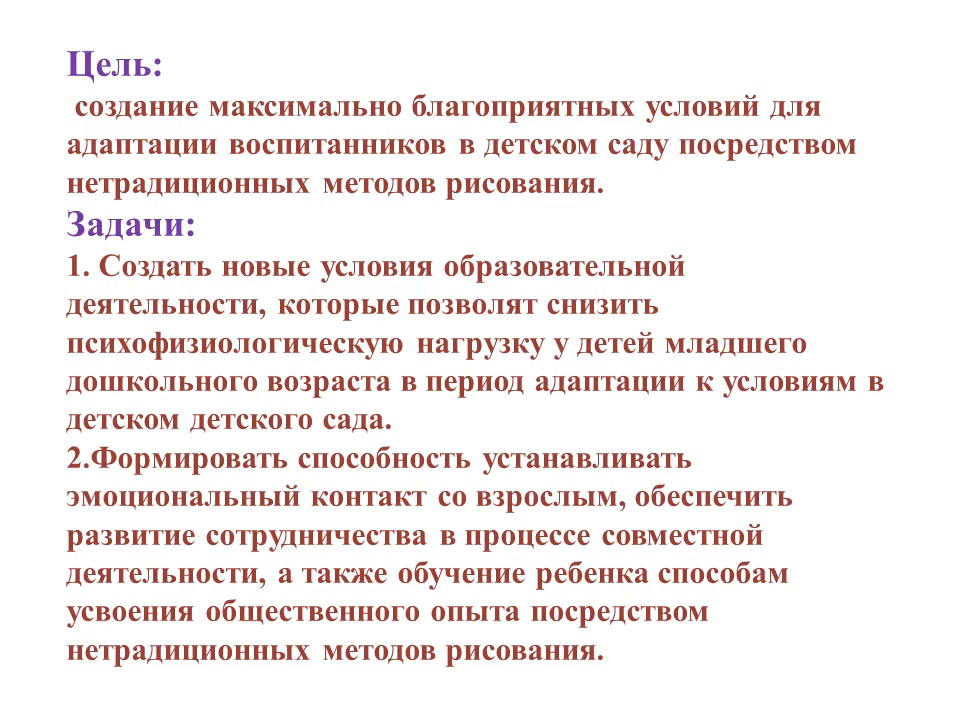 Цель:
создание максимально благоприятных условий для
адаптации воспитанников в детском саду посредством
нетрадиционных методов рисования.
Задачи:
1. Создать новые условия образовательной
деятельности, которые позволят снизить
психофизиологическую нагрузку у детей младшего
дошкольного возраста в период адаптации к условиям в
детском детского сада.
2.Формировать способность устанавливать
эмоциональный контакт со взрослым, обеспечить
развитие сотрудничества в процессе совместной
деятельности, а также обучение ребенка способам
усвоения общественного опыта посредством
нетрадиционных методов рисования.